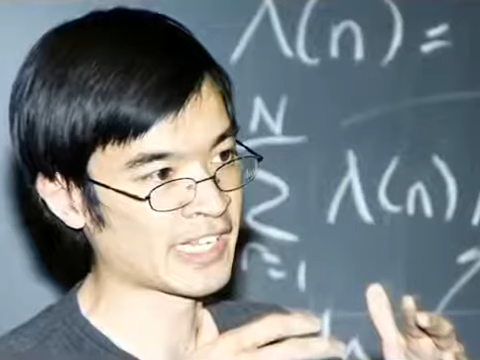 λ(n) =
N
∑ λ(n)
n=1